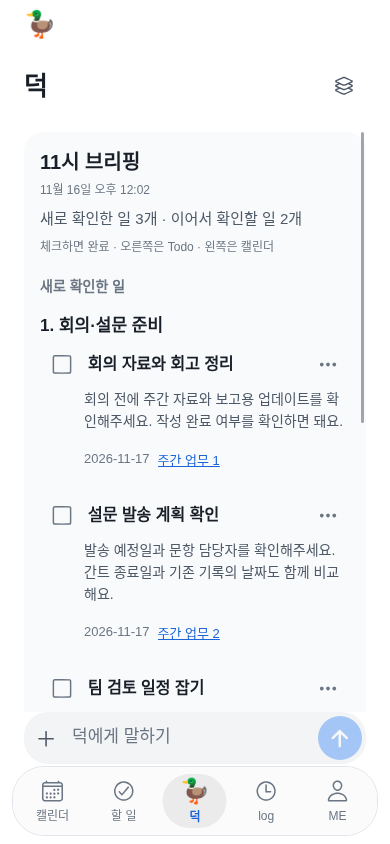 덕
11시 브리핑
11월 16일 오후 12:02
새로 확인한 일 3개 · 이어서 확인할 일 2개
체크하면 완료 · 오른쪽은 Todo · 왼쪽은 캘린더
새로 확인한 일
1. 회의·설문 준비
회의 자료와 회고 정리
회의 전에 주간 자료와 보고용 업데이트를 확
인해주세요. 작성 완료 여부를 확인하면 돼요.
2026-11-17 주간 업무 1
설문 발송 계획 확인
발송 예정일과 문항 담당자를 확인해주세요.
간트 종료일과 기존 기록의 날짜도 함께 비교
해요.
2026-11-17 주간 업무 2
팀 검토 일정 잡기
덕에게 말하기
캘린더 할 일 덕 log ME